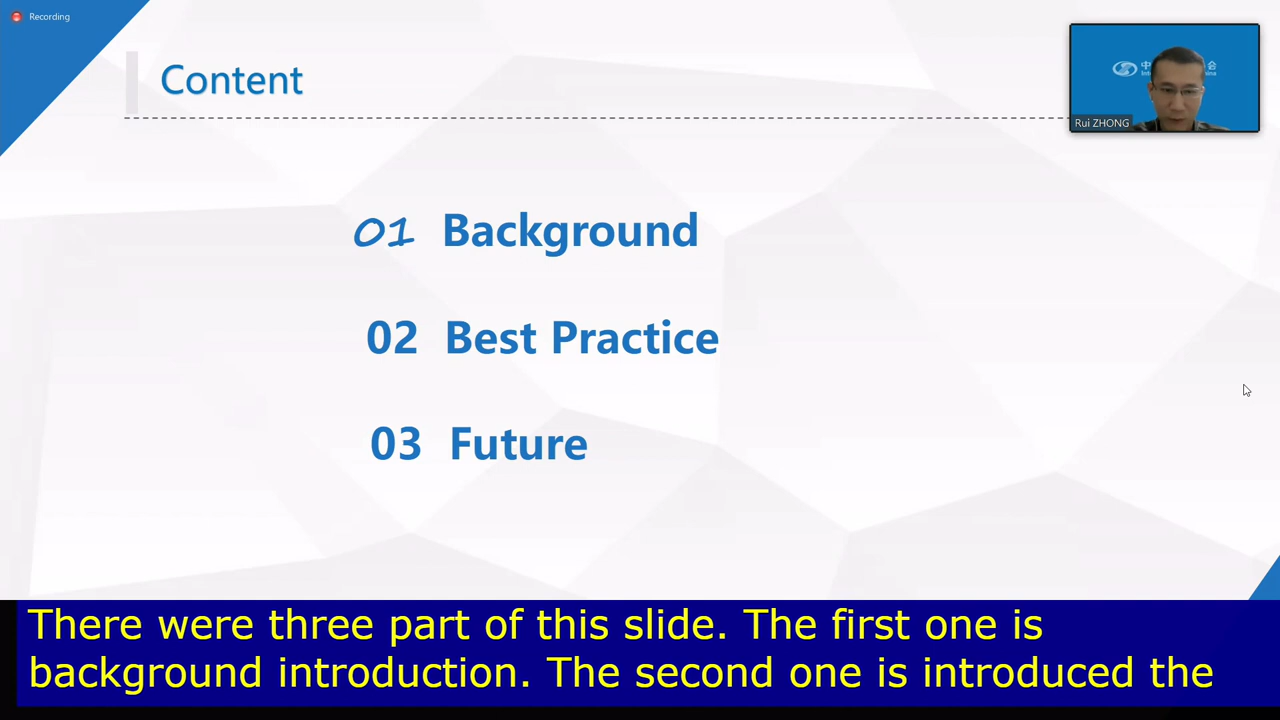 Recording
Content
Rui ZHONG
01 Background
02 Best Practice
03 Future
There were three part of this slide. The first one is
background introduction. The second one is introduced the